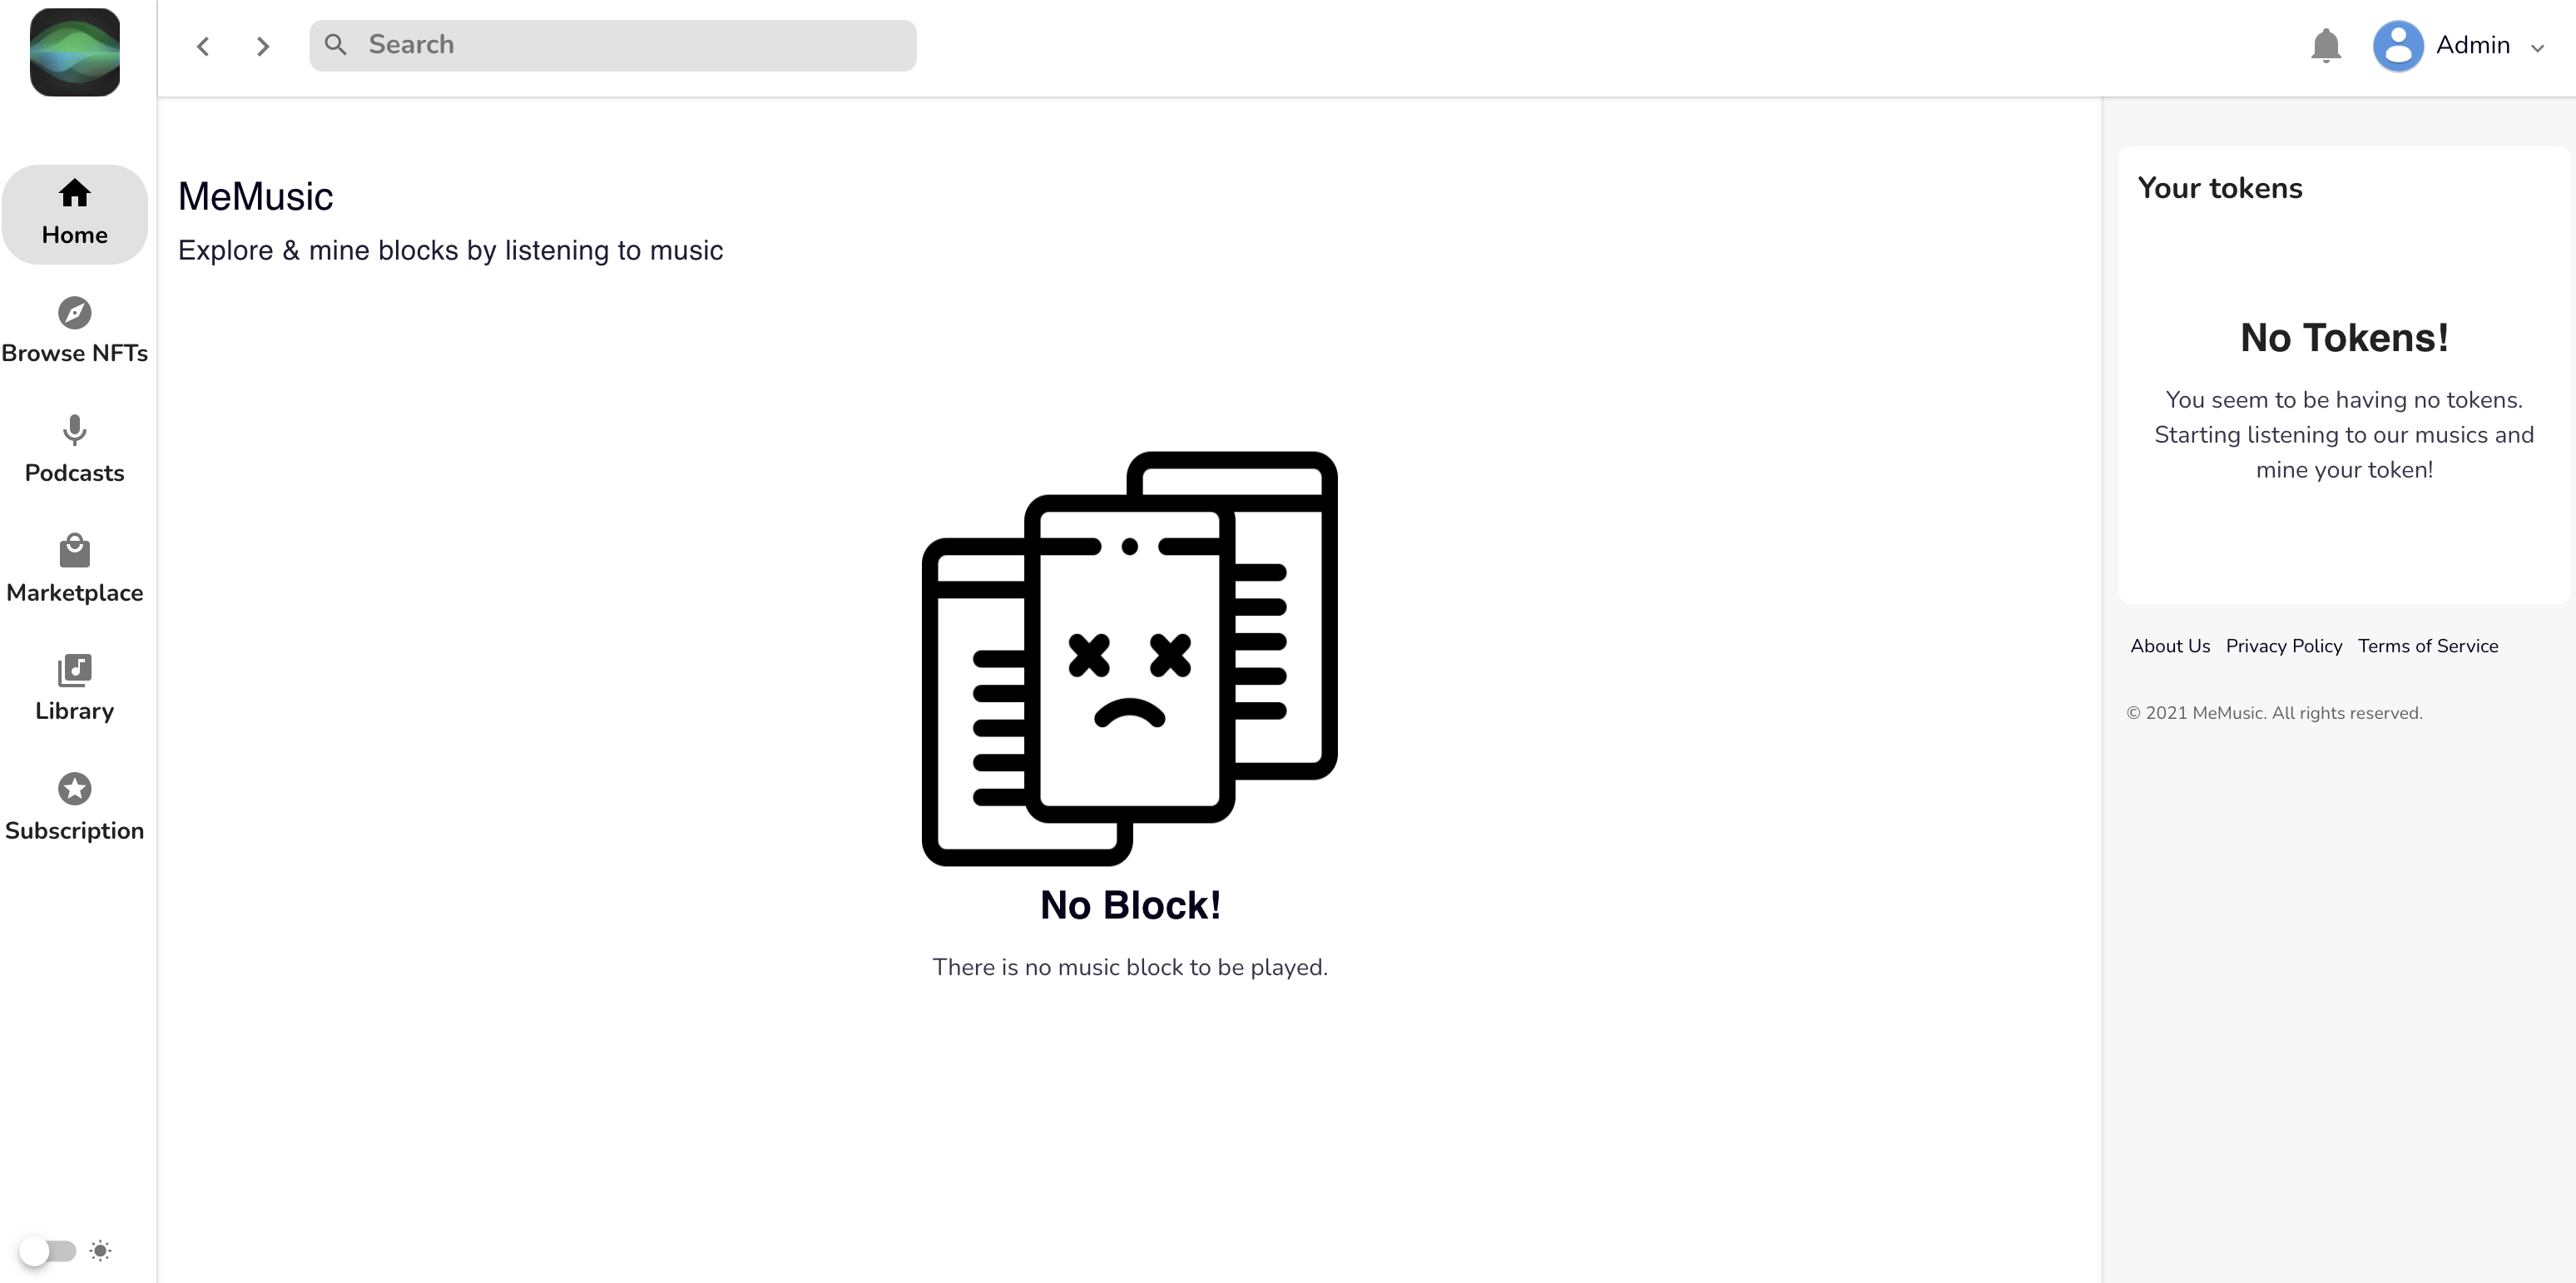 Search
Admin
Home
Browse NFTs
Podcasts
Marketplace
Library
Subscription
MeMusic
Explore & mine blocks by listening to music
No Block!
There is no music block to be played.
Your tokens
No Tokens!
You seem to be having no tokens.
Starting listening to our musics and
mine your token!
About Us Privacy Policy Terms of Service
© 2021 MeMusic. All rights reserved.